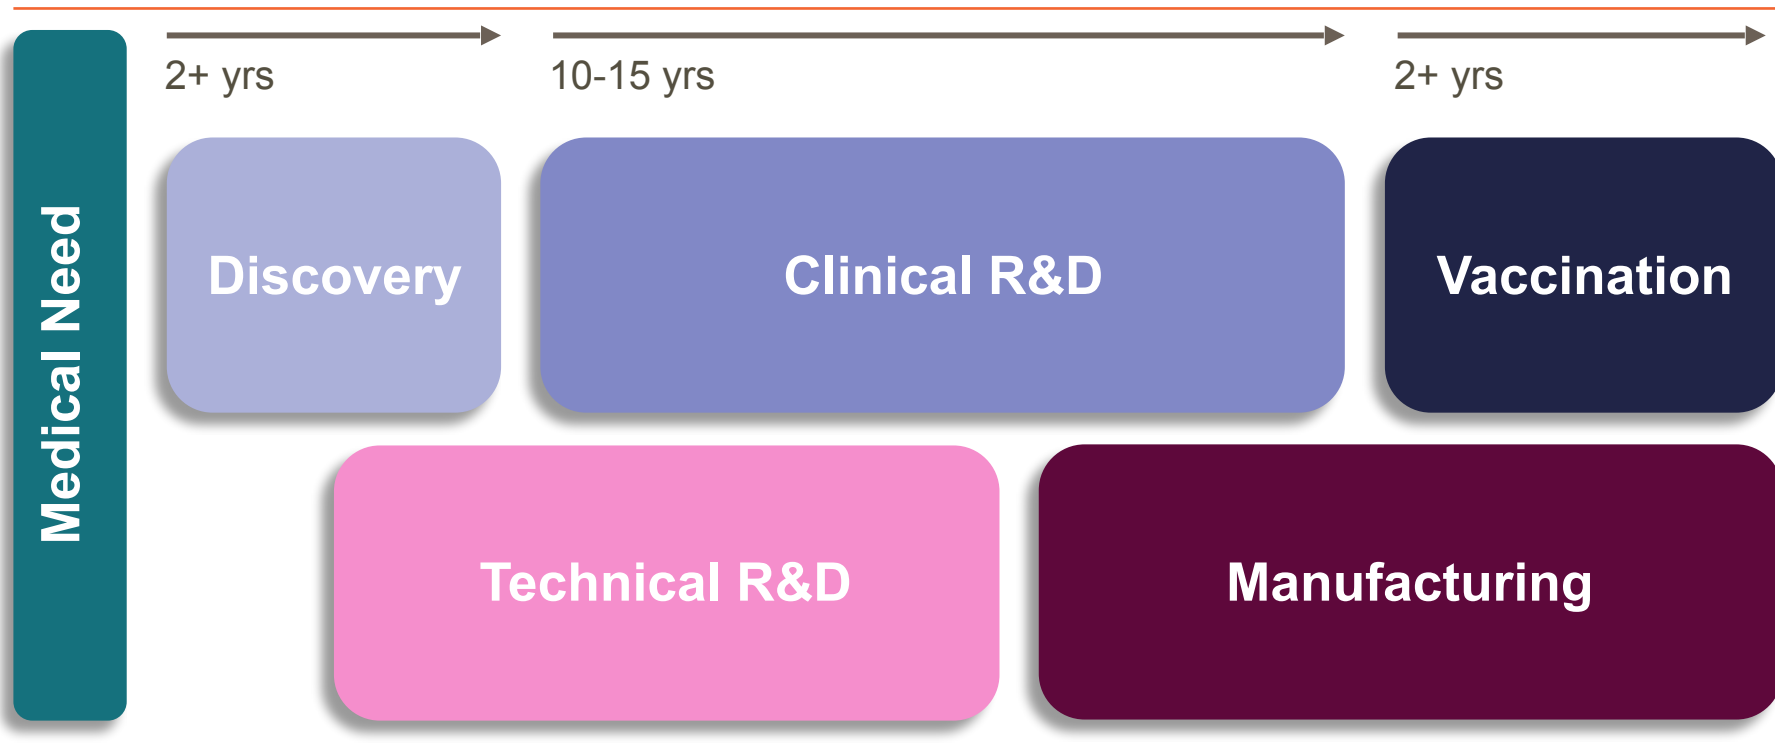 Medical Need
2+ yrs
10-15 yrs
2+ yrs
Discovery
Clinical R&D
Vaccination
Technical R&D
Manufacturing